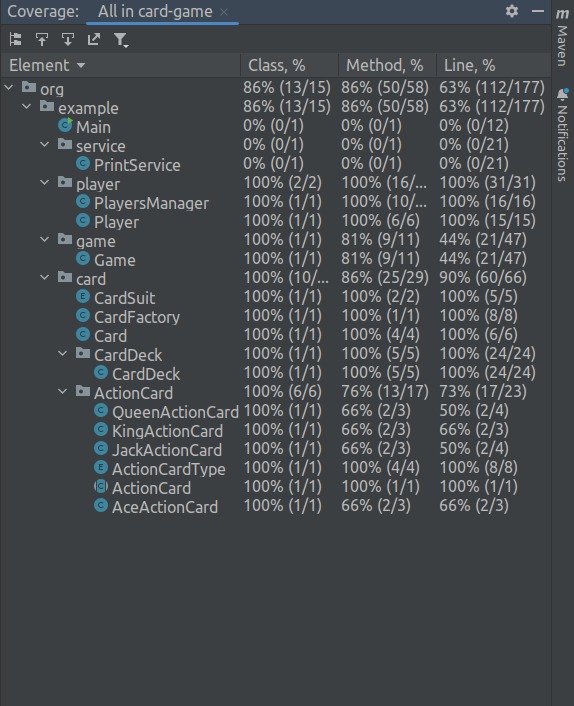 Coverage: All in card-game ×
Element Class, % Method, % Line, %
org 86% (13/15) 86% (50/58) 63% (112/177)
example 86% (13/15) 86% (50/58) 63% (112/177)
Main 0% (0/1) 0% (0/1) 0% (0/12)
service 0% (0/1) 0% (0/1) 0% (0/21)
PrintService 0% (0/1) 0% (0/1) 0% (0/21)
player 100% (2/2) 100% (16/... 100% (31/31)
PlayersManager 100% (1/1) 100% (10/... 100% (16/16)
Player 100% (1/1) 100% (6/6) 100% (15/15)
game 100% (1/1) 81% (9/11) 44% (21/47)
Game 100% (1/1) 81% (9/11) 44% (21/47)
card 100% (10/... 86% (25/29) 90% (60/66)
CardSuit 100% (1/1) 100% (2/2) 100% (5/5)
CardFactory 100% (1/1) 100% (1/1) 100% (8/8)
Card 100% (1/1) 100% (4/4) 100% (6/6)
CardDeck 100% (1/1) 100% (5/5) 100% (24/24)
CardDeck 100% (1/1) 100% (5/5) 100% (24/24)
ActionCard 100% (6/6) 76% (13/17) 73% (17/23)
QueenActionCard 100% (1/1) 66% (2/3) 50% (2/4)
KingActionCard 100% (1/1) 66% (2/3) 66% (2/3)
JackActionCard 100% (1/1) 66% (2/3) 50% (2/4)
ActionCardType 100% (1/1) 100% (4/4) 100% (8/8)
ActionCard 100% (1/1) 100% (1/1) 100% (1/1)
AceActionCard 100% (1/1) 66% (2/3) 66% (2/3)
m Maven
Notifications